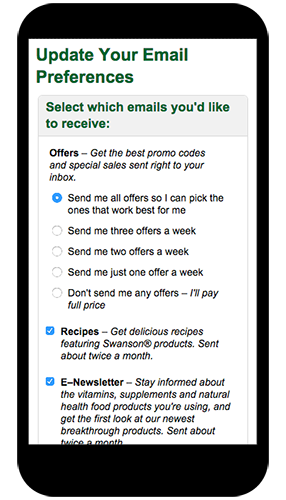 Update Your Email
Preferences
Select which emails you'd like
to receive:
Offers – Get the best promo codes
and special sales sent right to your
inbox.
Send me all offers so I can pick the
ones that work best for me
Send me three offers a week
Send me two offers a week
Send me just one offer a week
Don't send me any offers – I'll pay
full price
Recipes – Get delicious recipes
featuring Swanson® products. Sent
about twice a month.
E–Newsletter – Stay informed about
the vitamins, supplements and natural
health food products you're using, and
get the first look at our newest
breakthrough products. Sent about
twice a month.